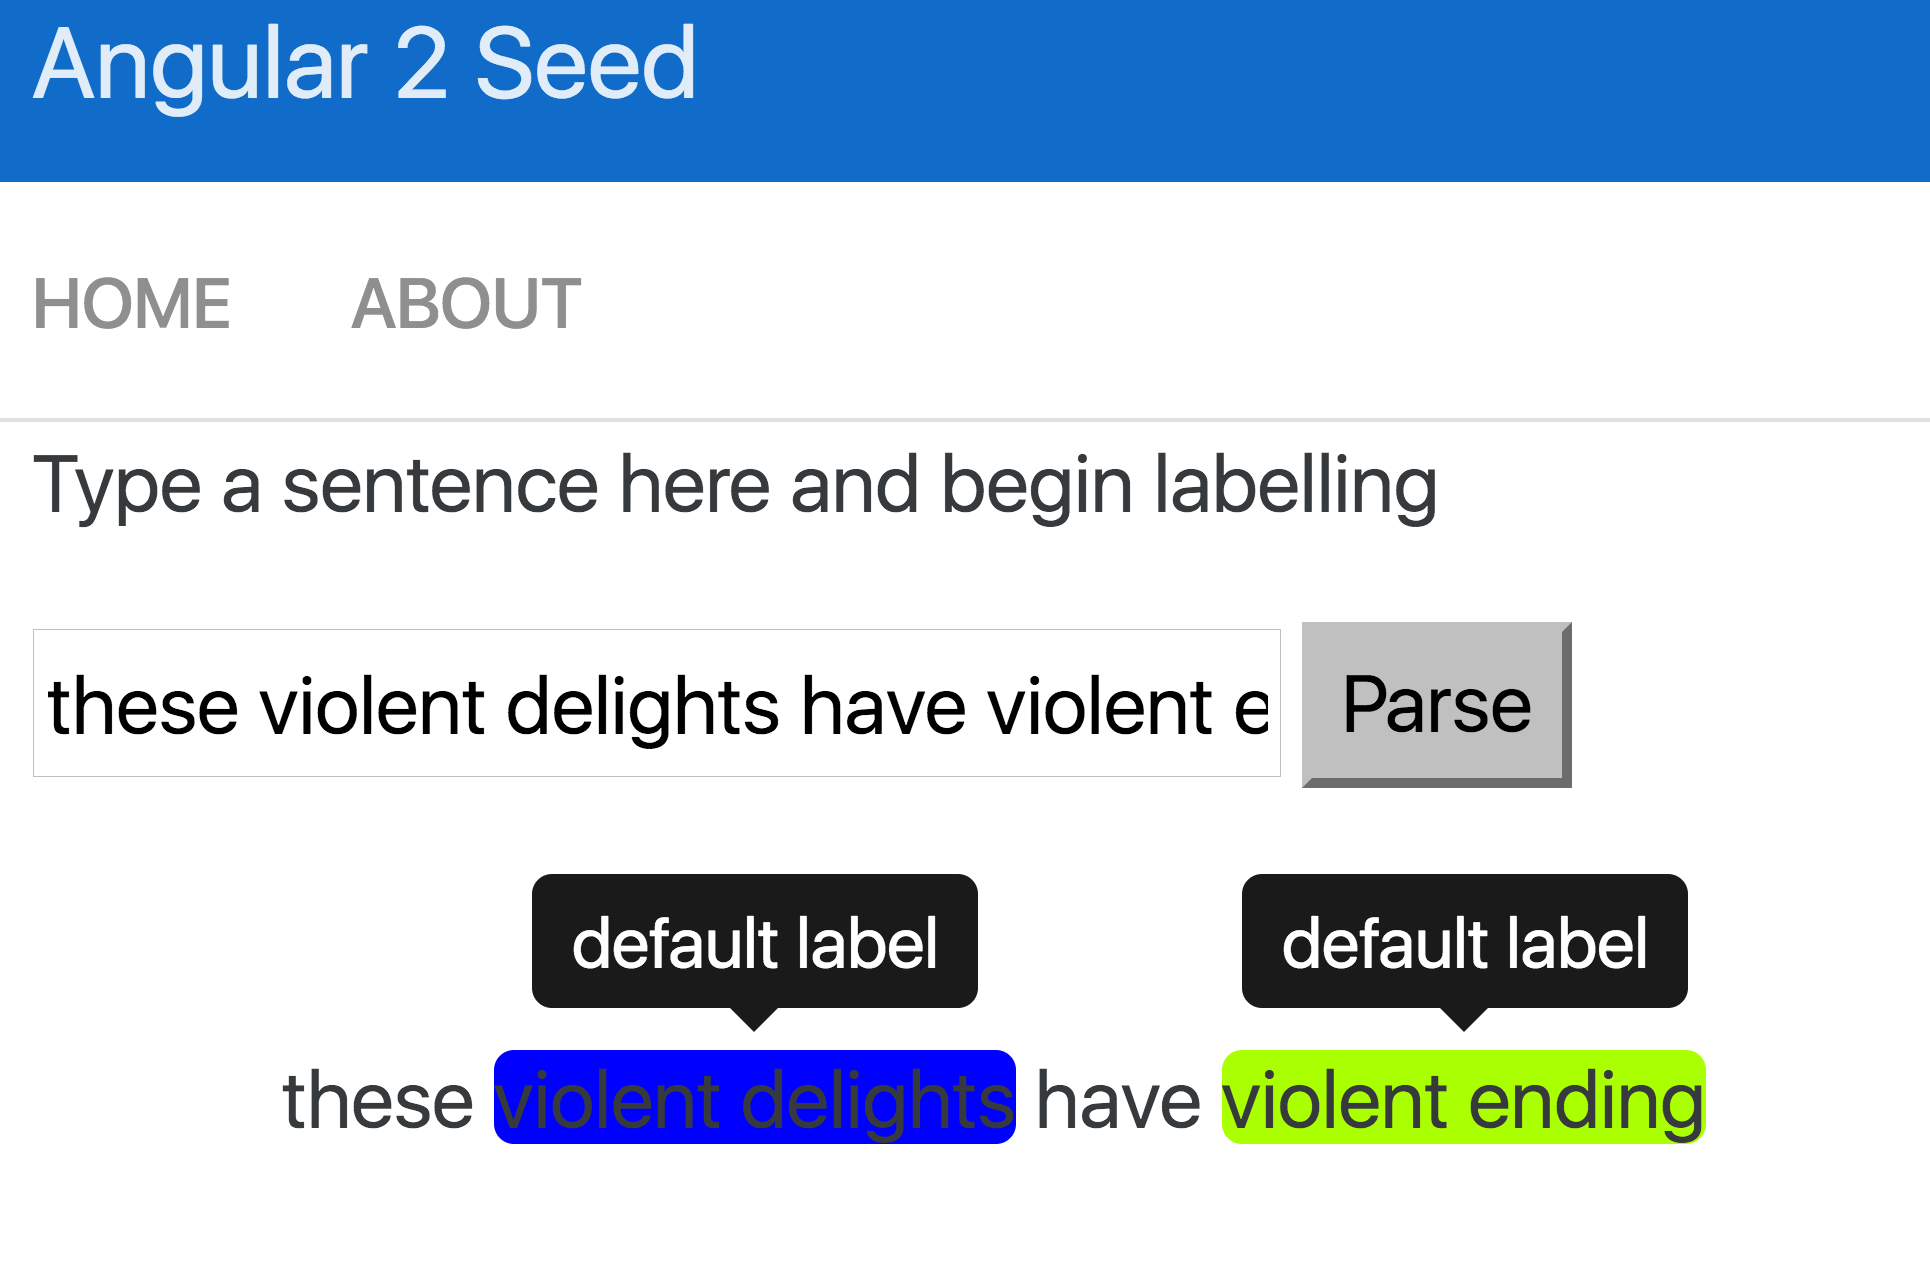 Angular 2 Seed
HOME ABOUT
Type a sentence here and begin labelling
these violent delights have violent e
Parse
default label default label
these violent delights have violent ending